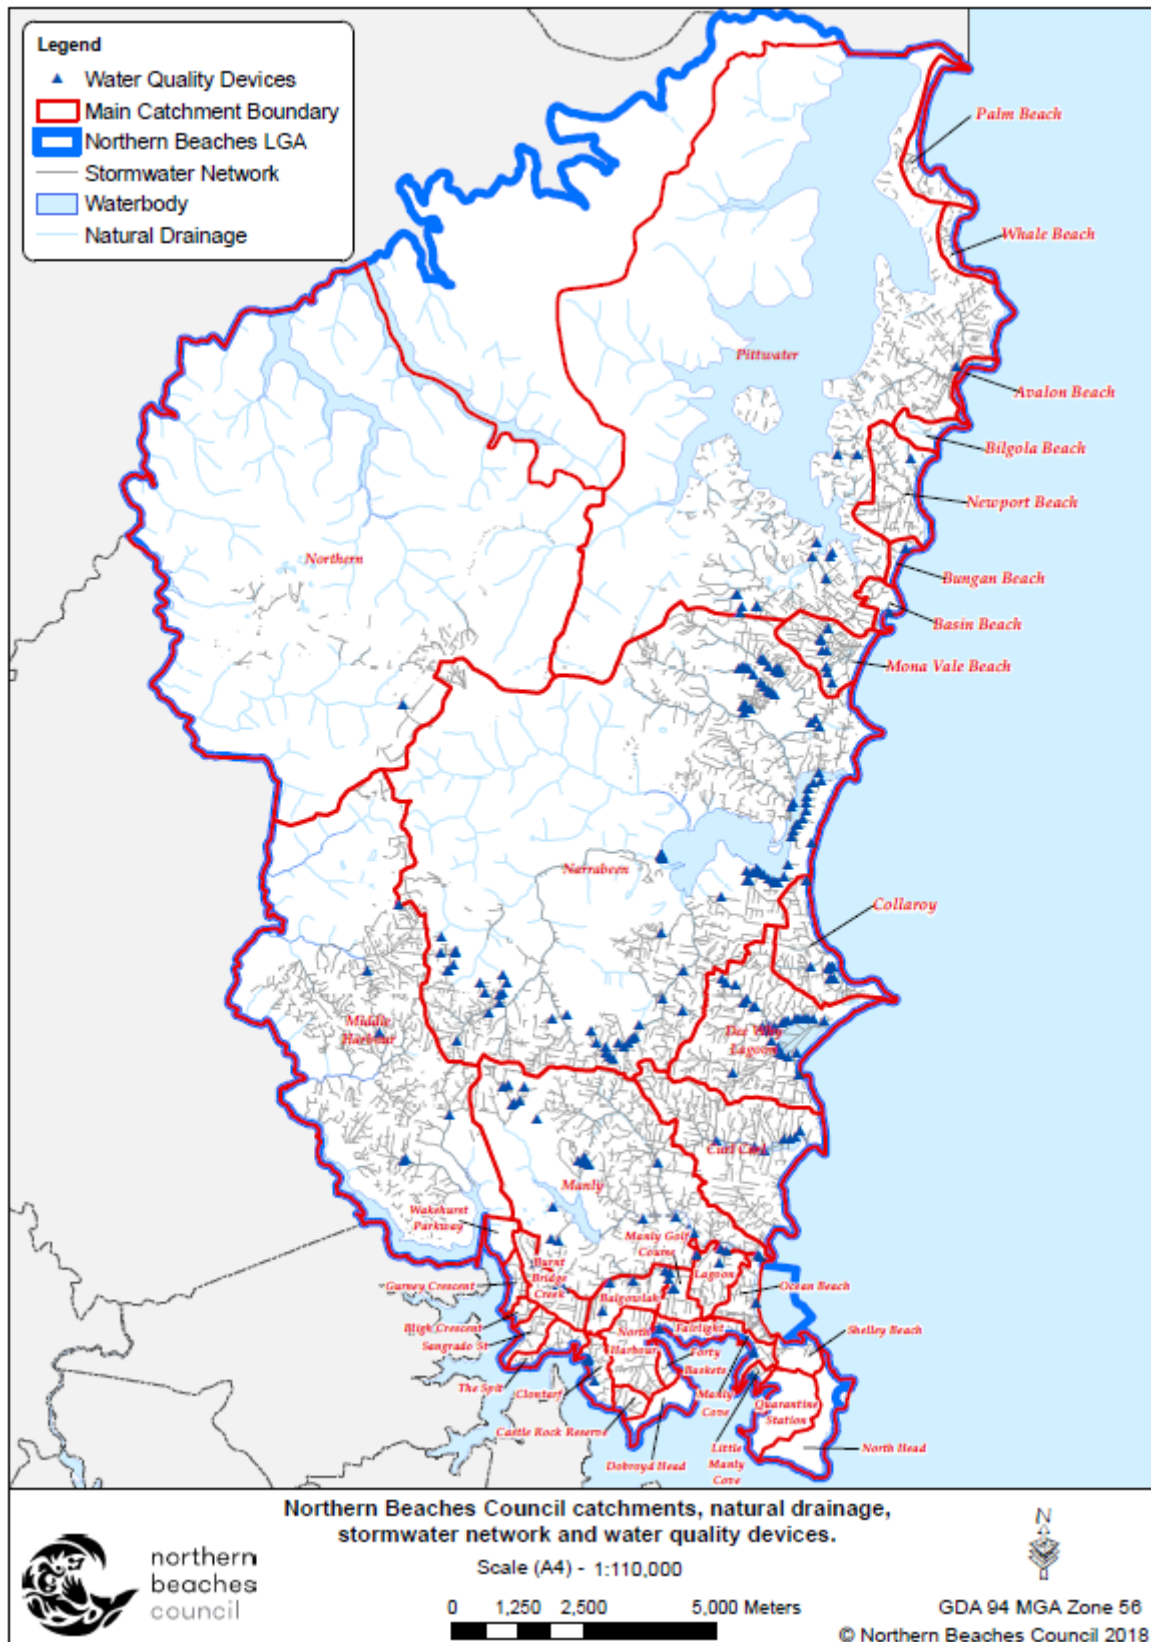 Legend
Water Quality Devices
Main Catchment Boundary
Northern Beaches LGA
Stormwater Network
Waterbody
Natural Drainage
Palm Beach
Whale Beach
Pittwater
Avalon Beach
Bilgola Beach
Newport Beach
Northern
Bungan Beach
Basin Beach
Mona Vale Beach
Narrabeen
Collaroy
Middle
Harbour
Dee Why
Lagoon
Curl Curl
Manly
Wakehurst
Parkway
Manly Golf
Course
Burnt
Bridge
Creek
Lagoon
Gurney Crescent
Ocean Beach
Balgowlah
Bligh Crescent
North
Harbour
Fairlight
Shelley Beach
Sangrado St
Forty
Baskets
The Spit
Clontarf
Manly
Cove
Quarantine
Station
Castle Rock Reserve
Dobroyd Head
Little
Manly
Cove
North Head
Northern Beaches Council catchments, natural drainage,
stormwater network and water quality devices.
Scale (A4) - 1:110,000
N
northern
beaches
council
0 1,250 2,500 5,000 Meters
GDA 94 MGA Zone 56
© Northern Beaches Council 2018